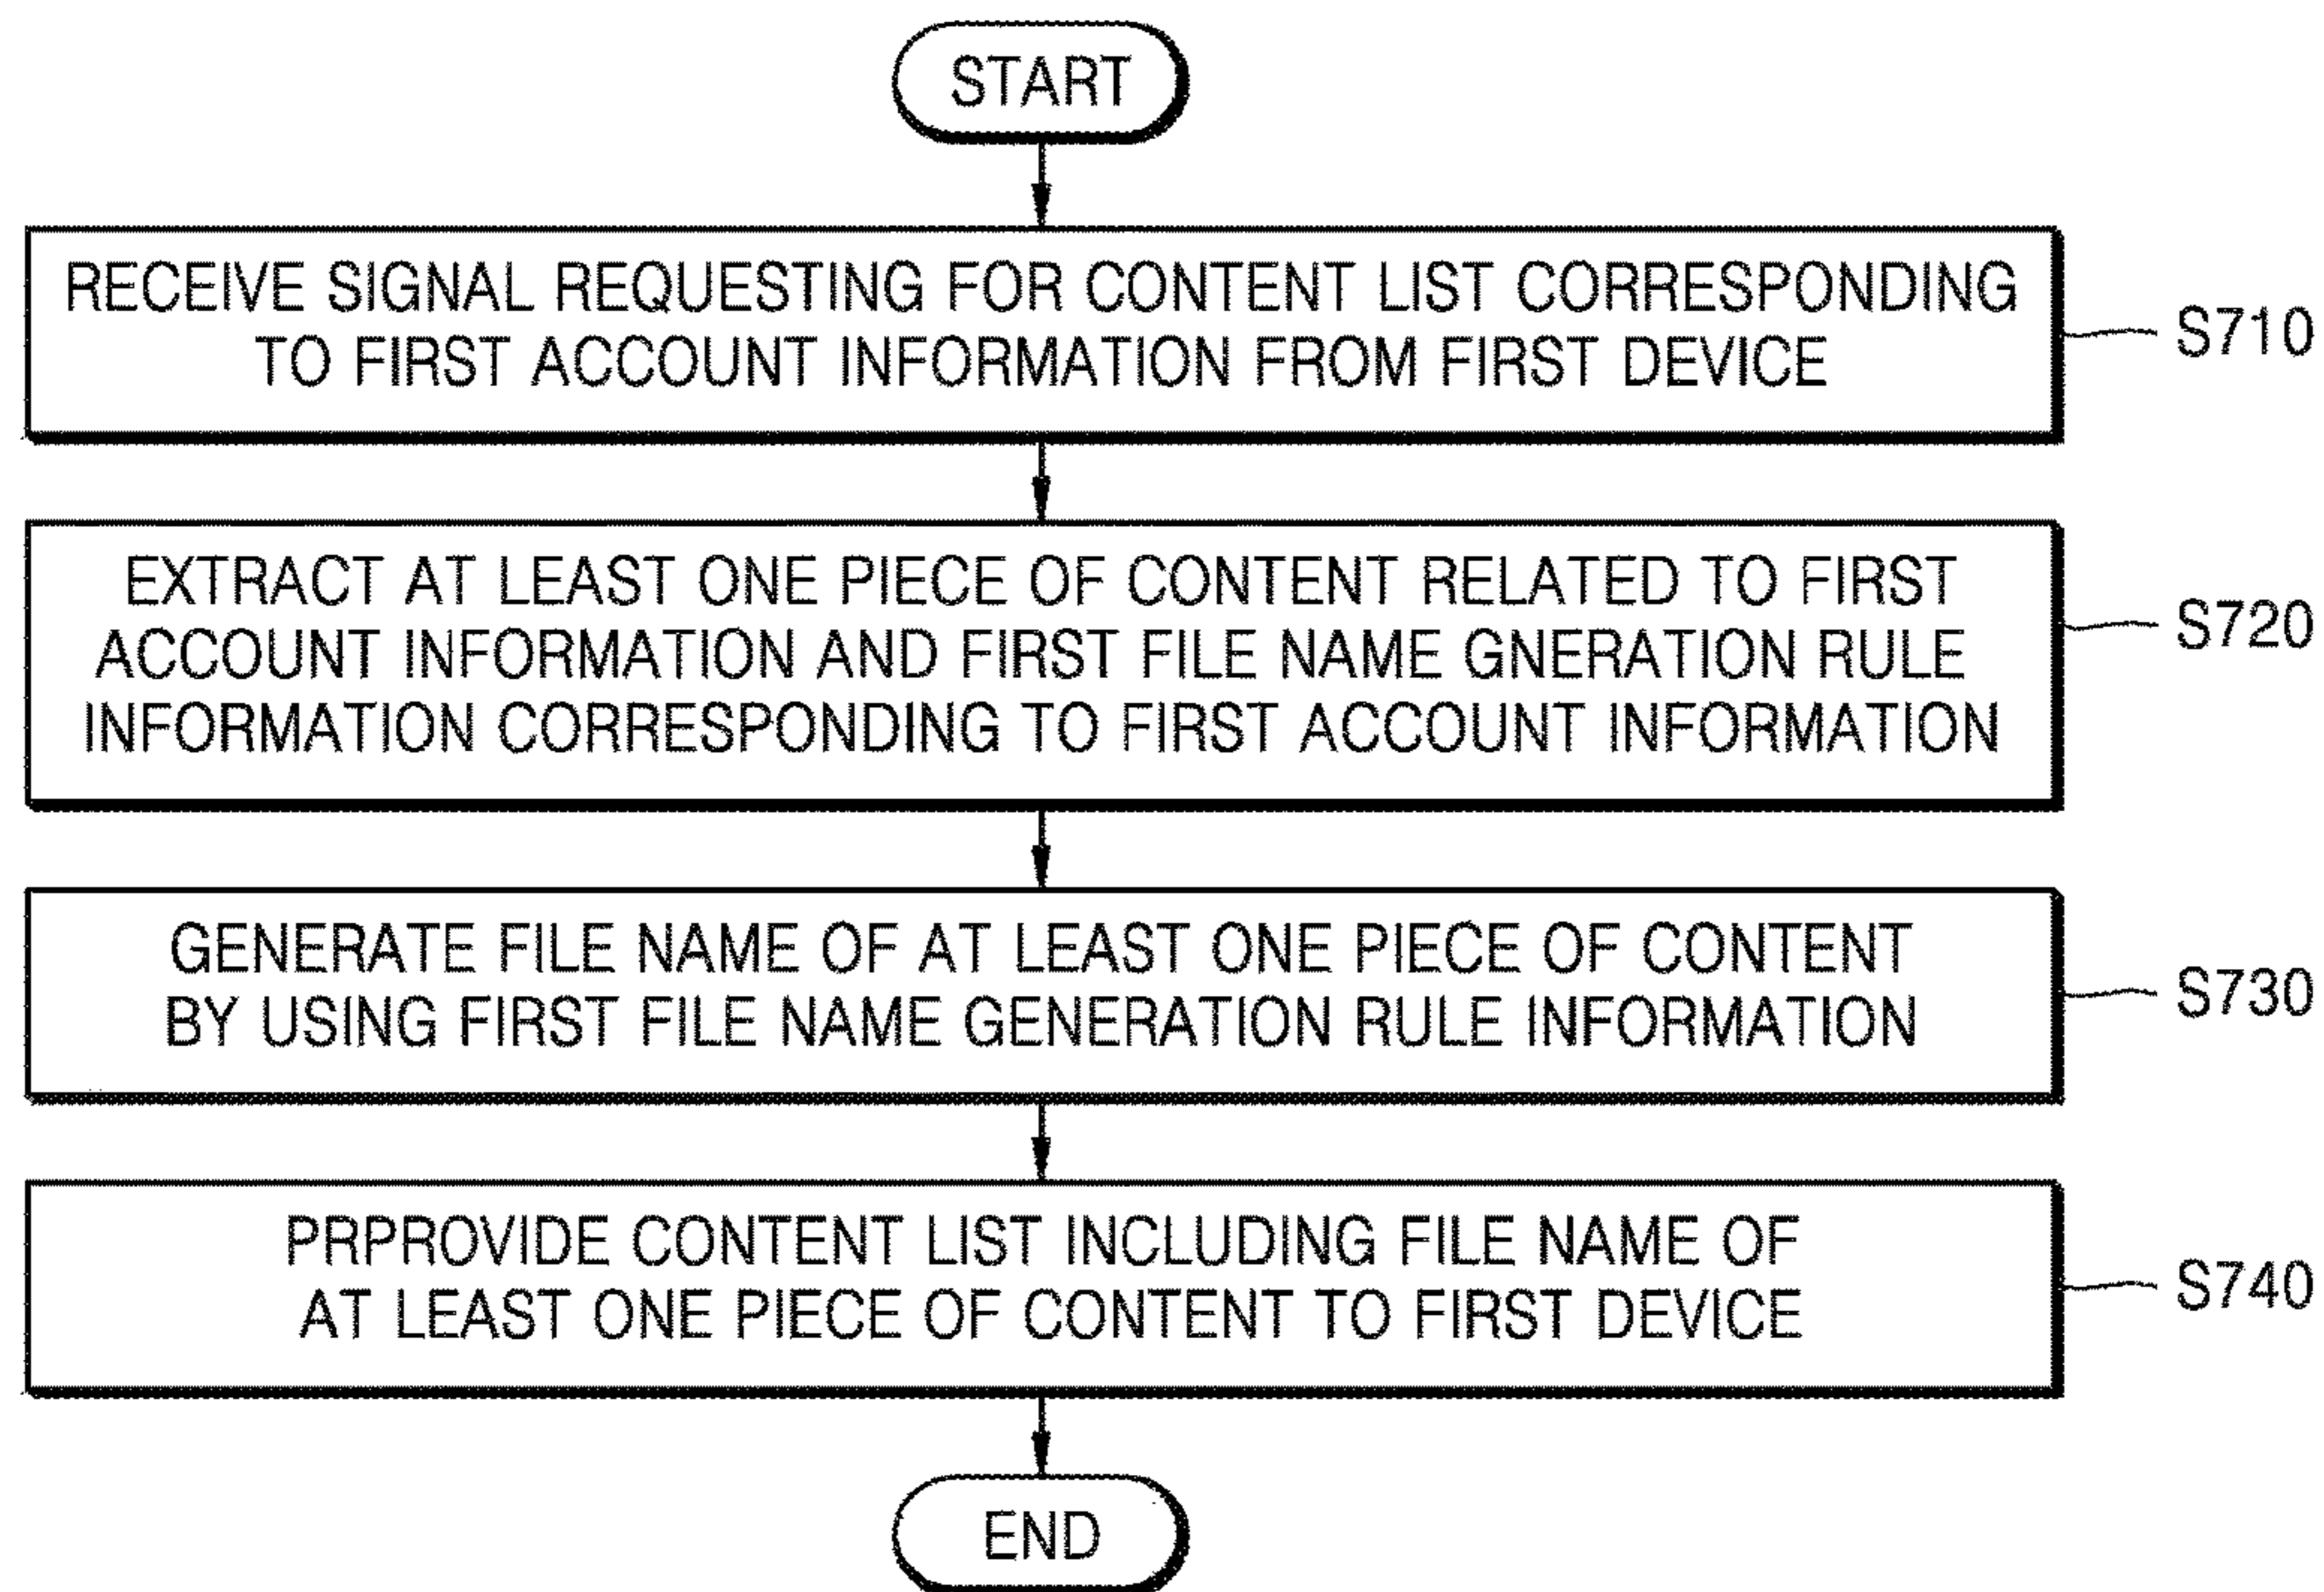 START
RECEIVE SIGNAL REQUESTING FOR CONTENT LIST CORRESPONDING
TO FIRST ACCOUNT INFORMATION FROM FIRST DEVICE
S710
EXTRACT AT LEAST ONE PIECE OF CONTENT RELATED TO FIRST
ACCOUNT INFORMATION AND FIRST FILE NAME GNERATION RULE
INFORMATION CORRESPONDING TO FIRST ACCOUNT INFORMATION
S720
GENERATE FILE NAME OF AT LEAST ONE PIECE OF CONTENT
BY USING FIRST FILE NAME GENERATION RULE INFORMATION
S730
PRPROVIDE CONTENT LIST INCLUDING FILE NAME OF
AT LEAST ONE PIECE OF CONTENT TO FIRST DEVICE
S740
END